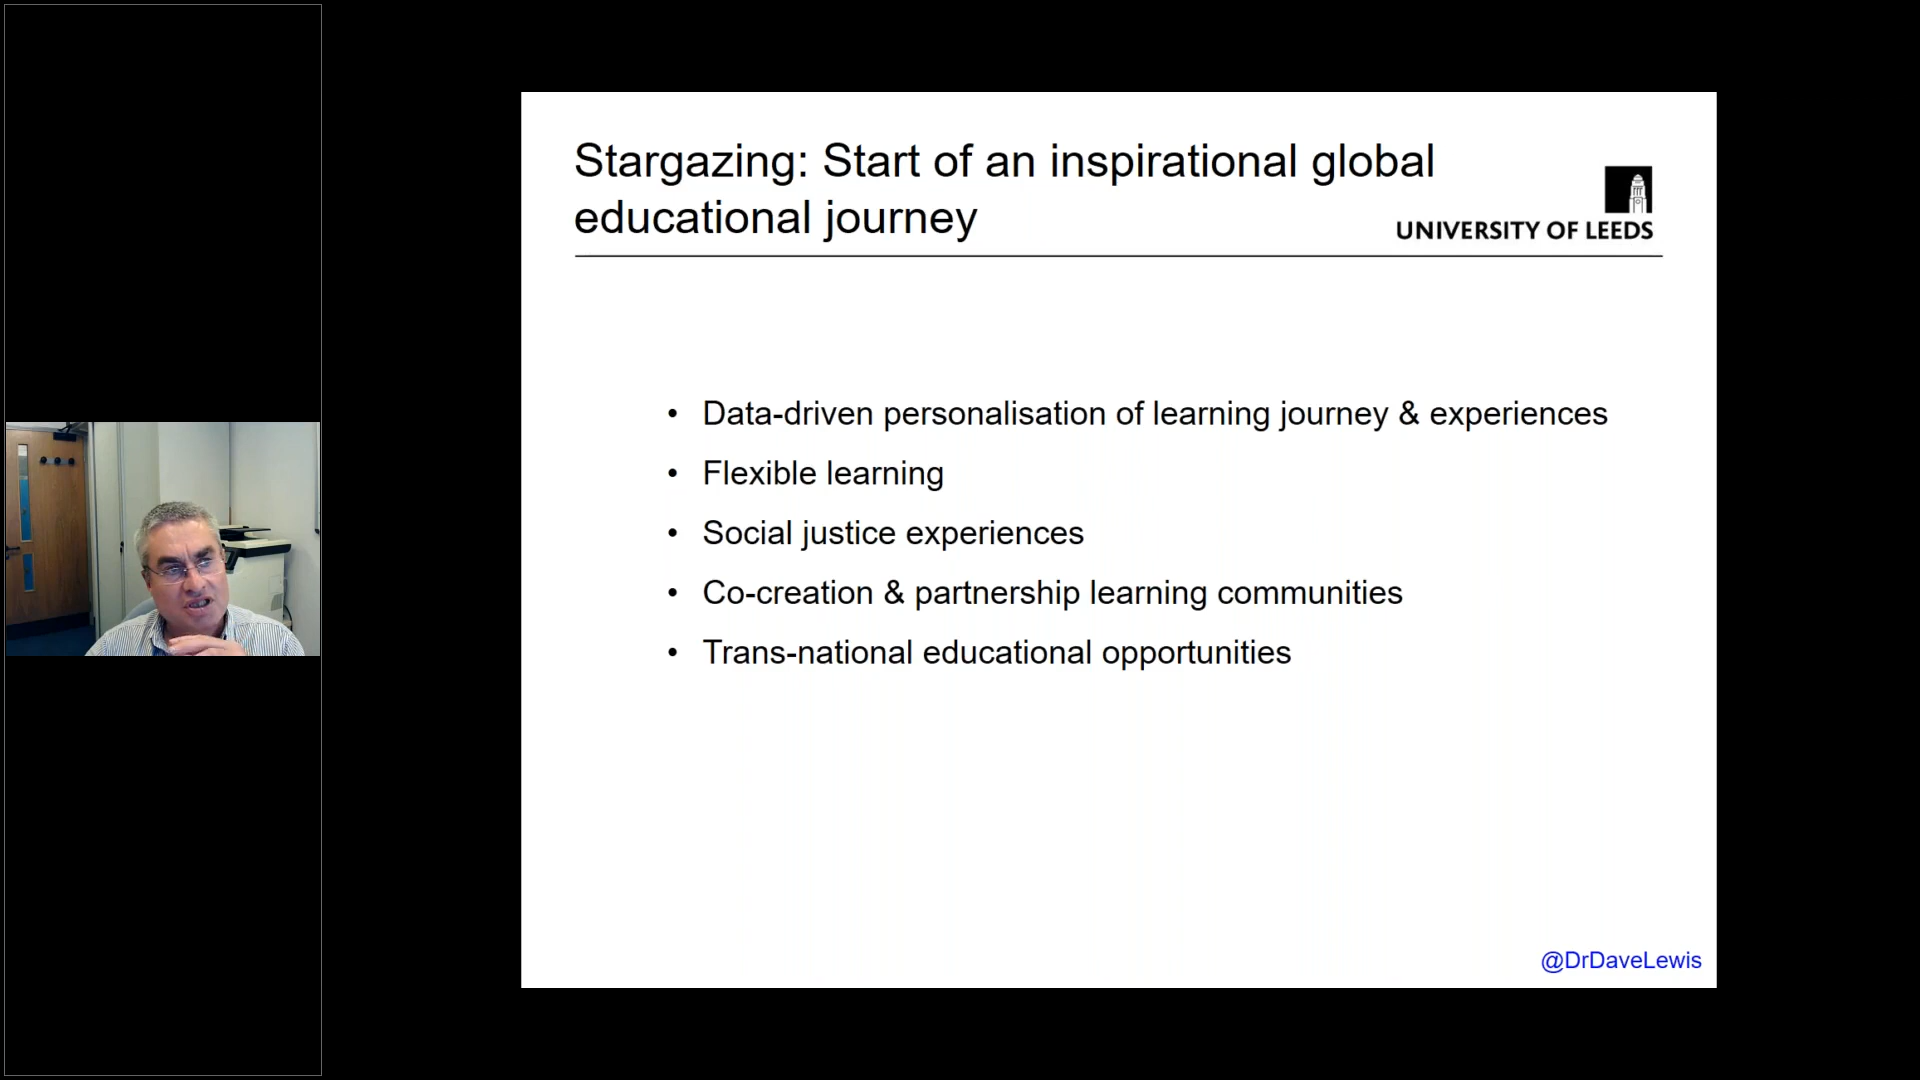 Stargazing: Start of an inspirational global
educational journey
UNIVERSITY OF LEEDS
• Data-driven personalisation of learning journey & experiences
• Flexible learning
• Social justice experiences
• Co-creation & partnership learning communities
• Trans-national educational opportunities
@DrDaveLewis